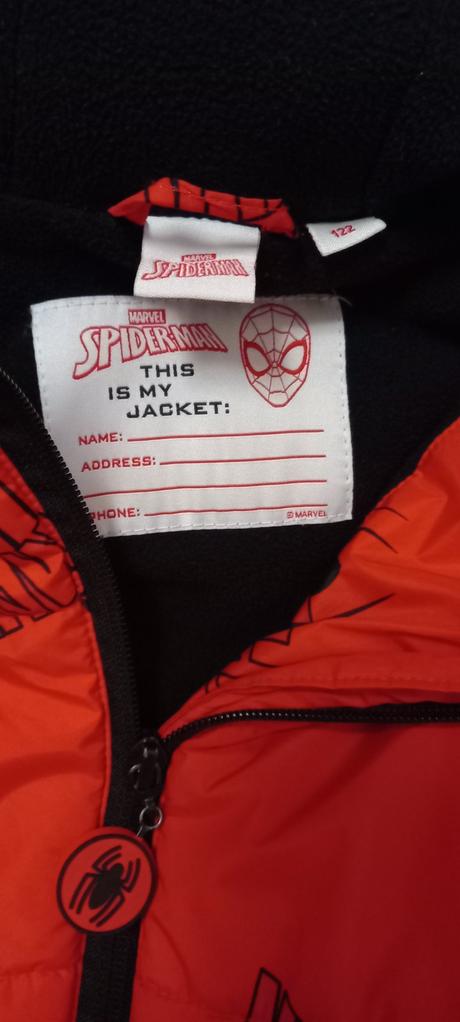 MARVEL
SPIDER-MAN
122
MARVEL
SPIDER-MAN
THIS
IS MY
JACKET:
NAME:
ADDRESS:
PHONE:
© MARVEL